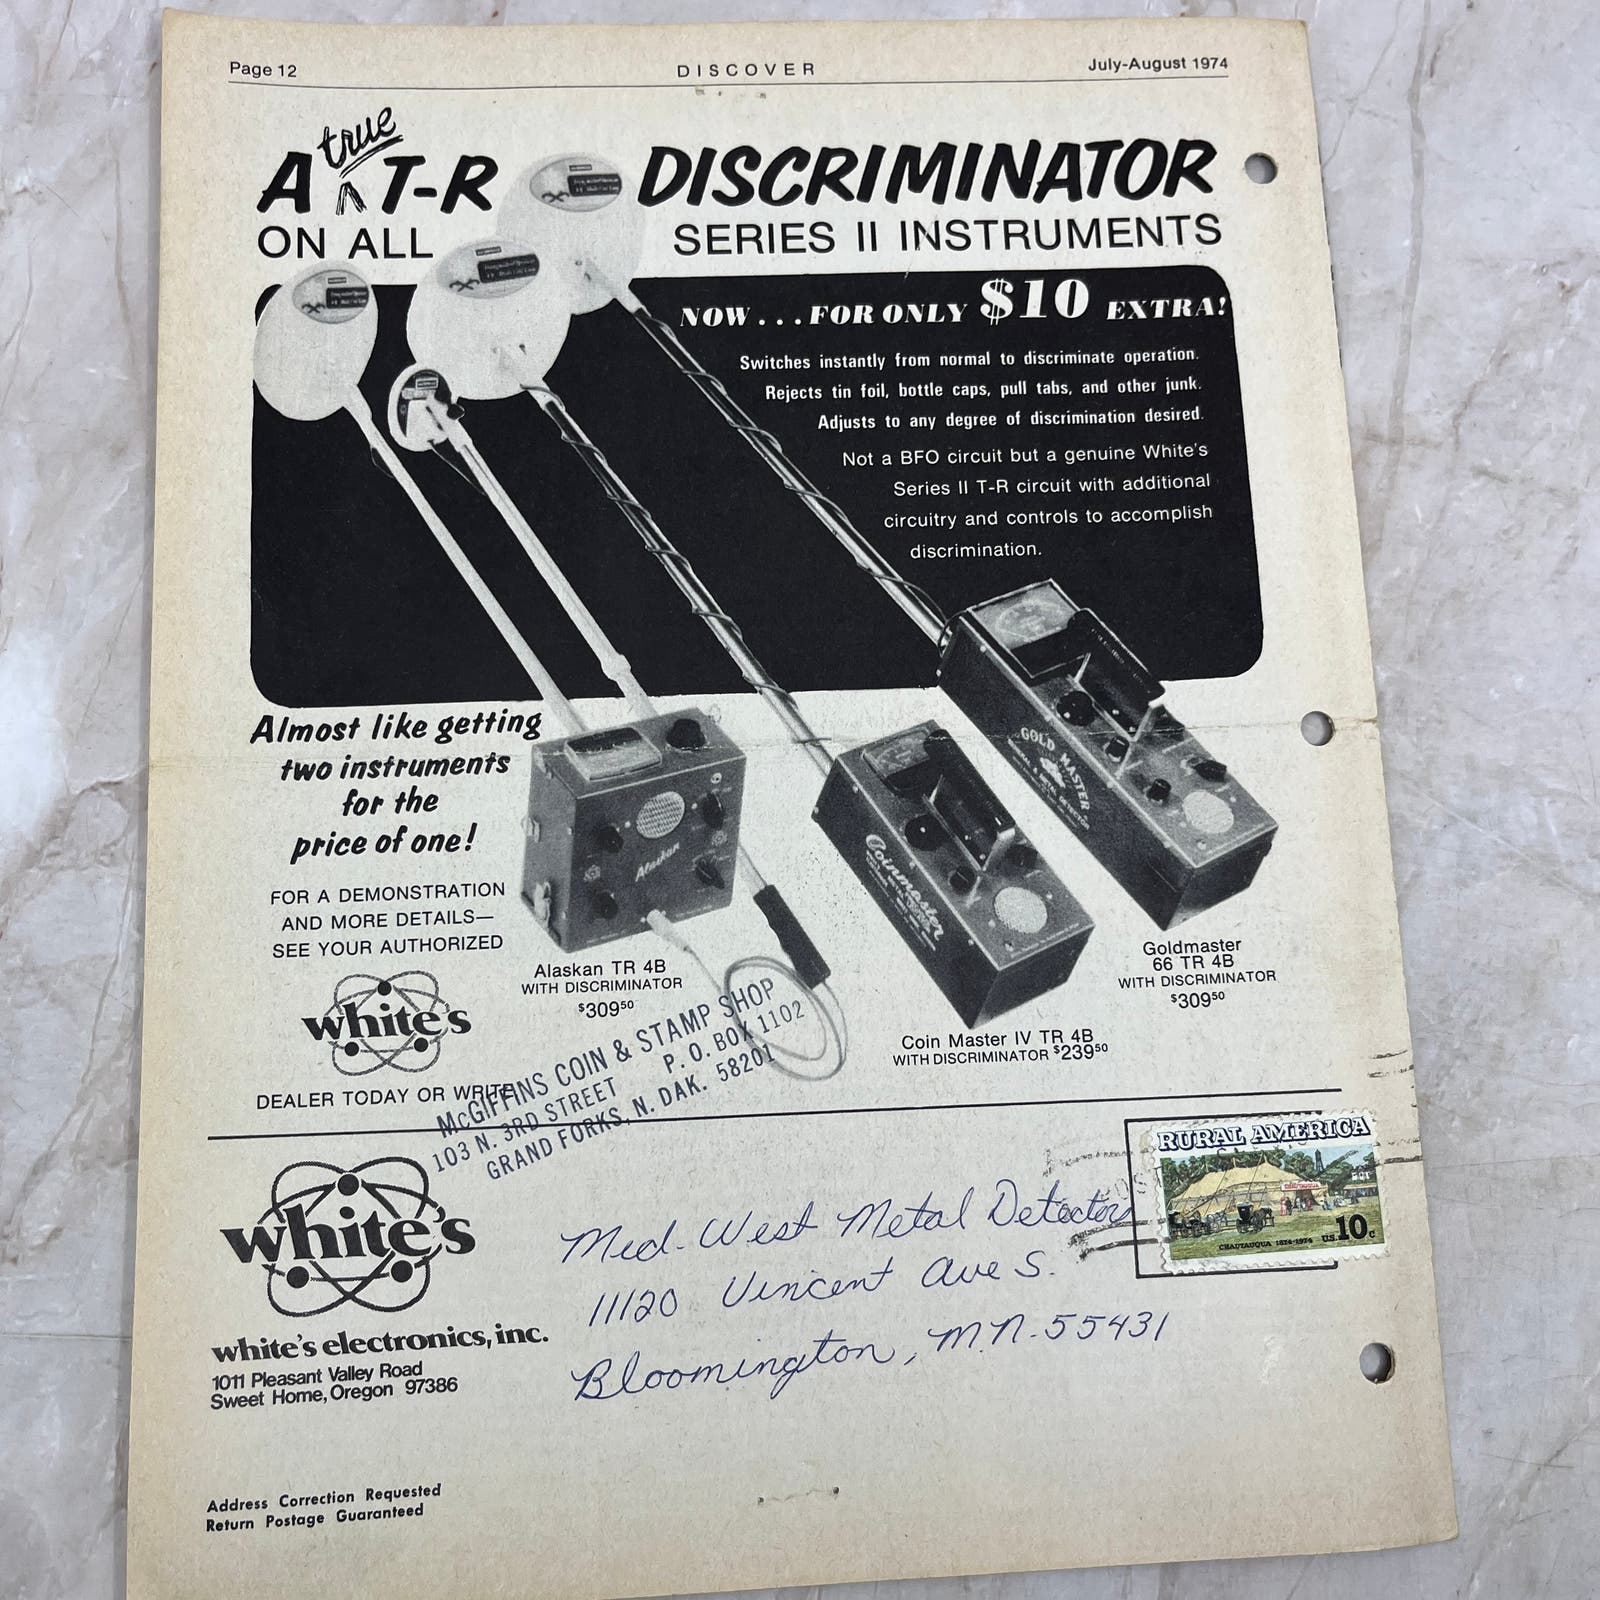 Page 12 DISCOVER July-August 1974
true
A T-R DISCRIMINATOR
ON ALL SERIES II INSTRUMENTS
NOW...FOR ONLY $10 EXTRA!
Switches instantly from normal to discriminate operation.
Rejects tin foil, bottle caps, pull tabs, and other junk.
Adjusts to any degree of discrimination desired.
Not a BFO circuit but a genuine White's
Series II T-R circuit with additional
circuitry and controls to accomplish
discrimination.
Almost like getting
two instruments
for the
price of one!
FOR A DEMONSTRATION
AND MORE DETAILS—
SEE YOUR AUTHORIZED
white's
DEALER TODAY OR WRITE
Alaskan
Alaskan TR 4B
WITH DISCRIMINATOR
$309.50
Coinmaster
Coin Master IV TR 4B
WITH DISCRIMINATOR $239.50
GOLD MASTER
Goldmaster
66 TR 4B
WITH DISCRIMINATOR
$309.50
McGIFFINS COIN & STAMP SHOP
103 N. 3RD STREET P. O. BOX 1102
GRAND FORKS, N. DAK. 58201
white's
white's electronics, inc.
1011 Pleasant Valley Road
Sweet Home, Oregon 97386
Mid-West Metal Detectors
11120 Vincent Ave S.
Bloomington, M.N. 55431
RURAL AMERICA
CHAUTAUQUA
CHAUTAUQUA 1874-1974 U.S. 10c
Address Correction Requested
Return Postage Guaranteed